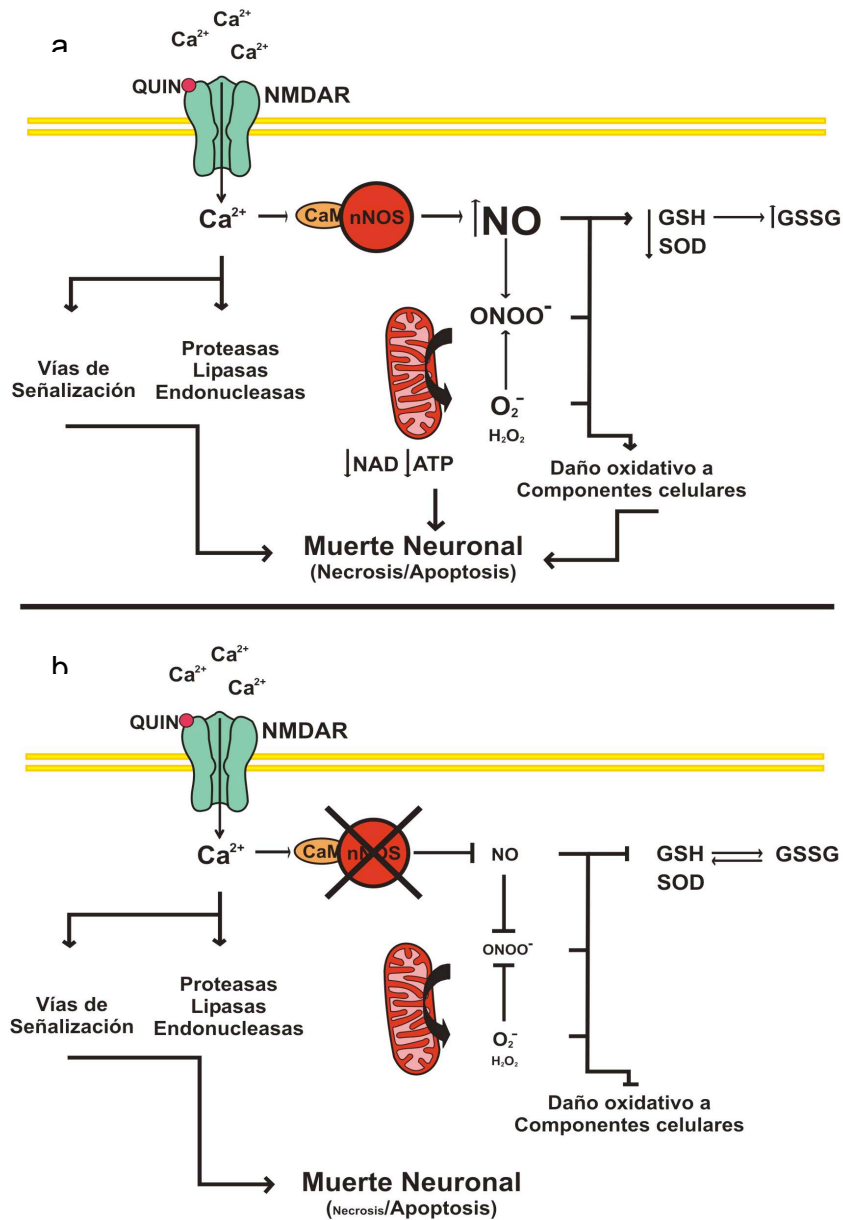 a
Ca²⁺
Ca²⁺
Ca²⁺
QUIN
NMDAR
Ca²⁺
CaM
nNOS
NO
GSH
GSSG
SOD
ONOO⁻
Proteasas
Lipasas
Endonucleasas
Vías de
Señalización
O₂⁻
H₂O₂
NAD
ATP
Daño oxidativo a
Componentes celulares
Muerte Neuronal
(Necrosis/Apoptosis)
b
Ca²⁺
Ca²⁺
Ca²⁺
QUIN
NMDAR
Ca²⁺
CaM
nNOS
NO
GSH
GSSG
SOD
ONOO⁻
Proteasas
Lipasas
Endonucleasas
Vías de
Señalización
O₂⁻
H₂O₂
Daño oxidativo a
Componentes celulares
Muerte Neuronal
(Necrosis/Apoptosis)